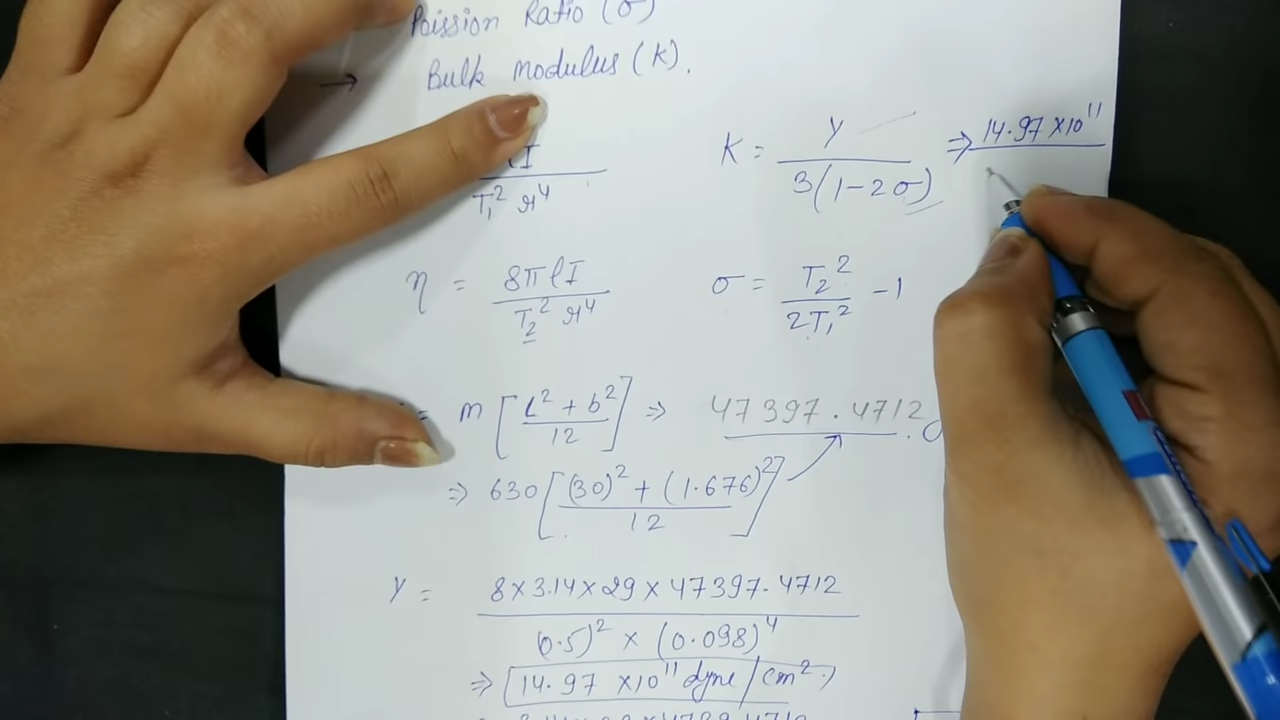 Poission Ratio (σ)
→ Bulk Modulus (K).
lI / T₁² r⁴
K = Y / 3(1-2σ) ⇒ 14.97 × 10¹¹
η = 8πlI / T₂² r⁴
σ = T₂² / 2T₁² - 1
= m [L² + b² / 12] ⇒ 47397.4712
⇒ 630 [(30)² + (1.676)² / 12]
Y = 8 × 3.14 × 29 × 47397.4712 / (0.5)² × (0.098)⁴
⇒ 14.97 × 10¹¹ dyne/cm²